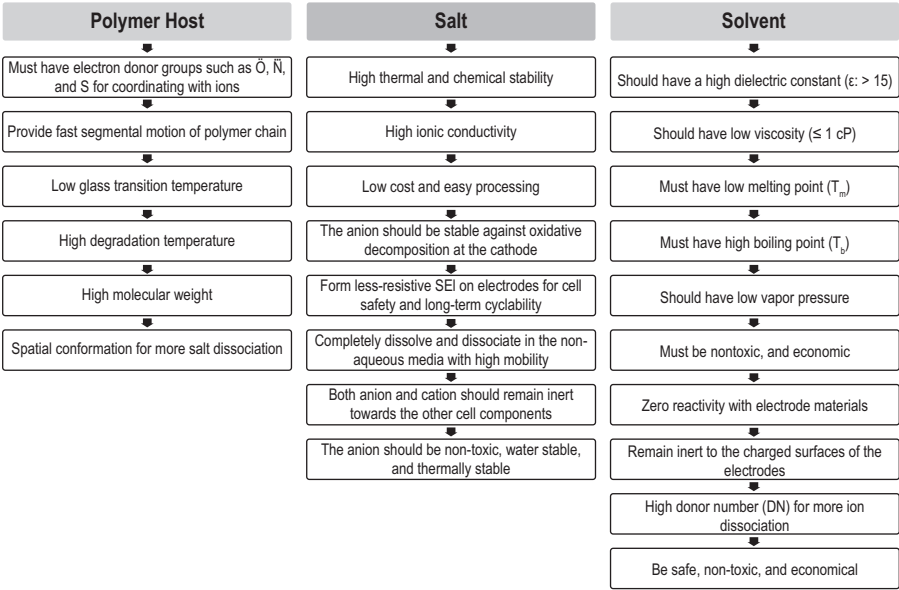 Polymer Host
Must have electron donor groups such as Ö, N̈,
and S for coordinating with ions
Provide fast segmental motion of polymer chain
Low glass transition temperature
High degradation temperature
High molecular weight
Spatial conformation for more salt dissociation
Salt
High thermal and chemical stability
High ionic conductivity
Low cost and easy processing
The anion should be stable against oxidative
decomposition at the cathode
Form less-resistive SEI on electrodes for cell
safety and long-term cyclability
Completely dissolve and dissociate in the non-
aqueous media with high mobility
Both anion and cation should remain inert
towards the other cell components
The anion should be non-toxic, water stable,
and thermally stable
Solvent
Should have a high dielectric constant (ε: > 15)
Should have low viscosity (≤ 1 cP)
Must have low melting point (Tₘ)
Must have high boiling point (T_b)
Should have low vapor pressure
Must be nontoxic, and economic
Zero reactivity with electrode materials
Remain inert to the charged surfaces of the
electrodes
High donor number (DN) for more ion
dissociation
Be safe, non-toxic, and economical